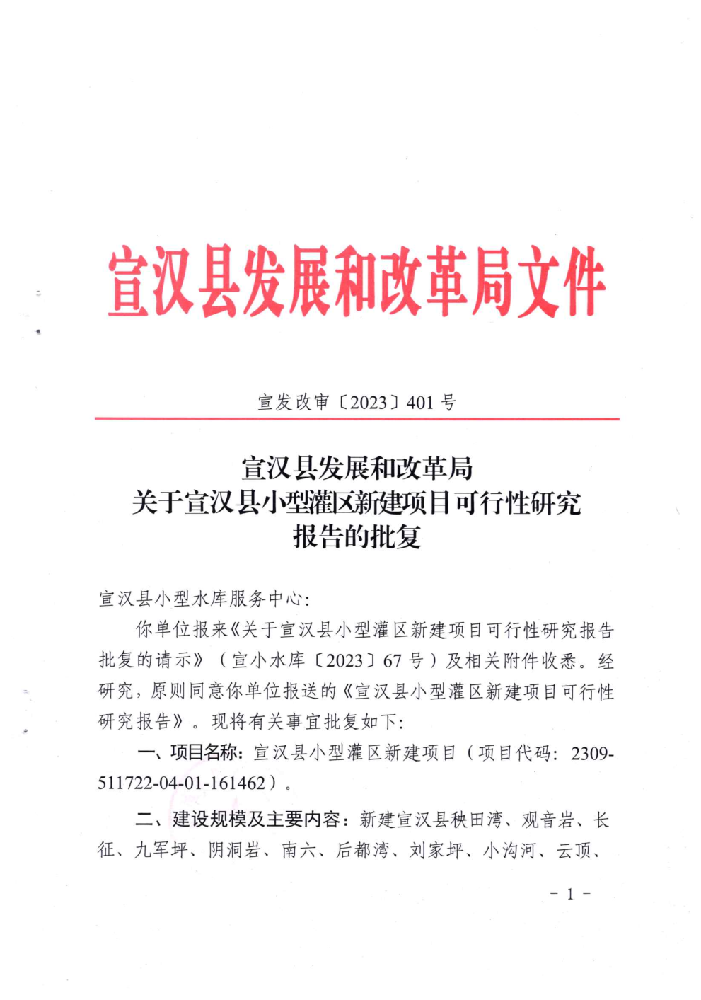 宣汉县发展和改革局文件
宣发改审〔2023〕401号
宣汉县发展和改革局
关于宣汉县小型灌区新建项目可行性研究
报告的批复
宣汉县小型水库服务中心：
你单位报来《关于宣汉县小型灌区新建项目可行性研究报告
批复的请示》（宣小水库〔2023〕67号）及相关附件收悉。经
研究，原则同意你单位报送的《宣汉县小型灌区新建项目可行性
研究报告》。现将有关事宜批复如下：
一、项目名称：宣汉县小型灌区新建项目（项目代码：2309-
511722-04-01-161462）。
二、建设规模及主要内容：新建宣汉县秧田湾、观音岩、长
征、九军坪、阴洞岩、南六、后都湾、刘家坪、小沟河、云顶、
- 1 -